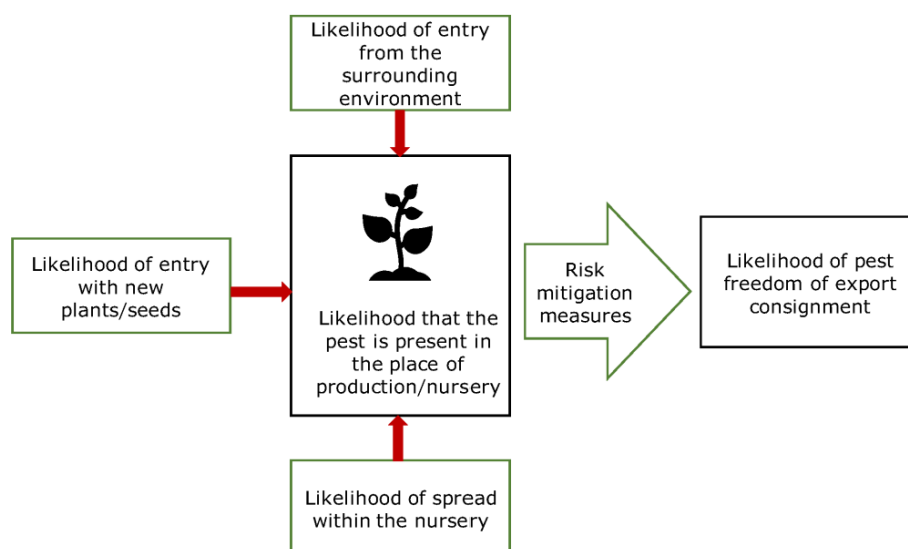 Likelihood of entry
from the
surrounding
environment
Likelihood of entry
with new
plants/seeds
Likelihood that the
pest is present in
the place of
production/nursery
Risk
mitigation
measures
Likelihood of pest
freedom of export
consignment
Likelihood of spread
within the nursery